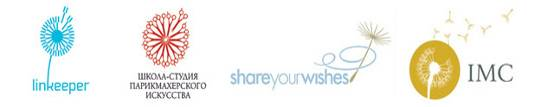 linkeeper
ШКОЛА-СТУДИЯ
ПАРИКМАХЕРСКОГО
ИСКУССТВА
shareyourwishes
IMC